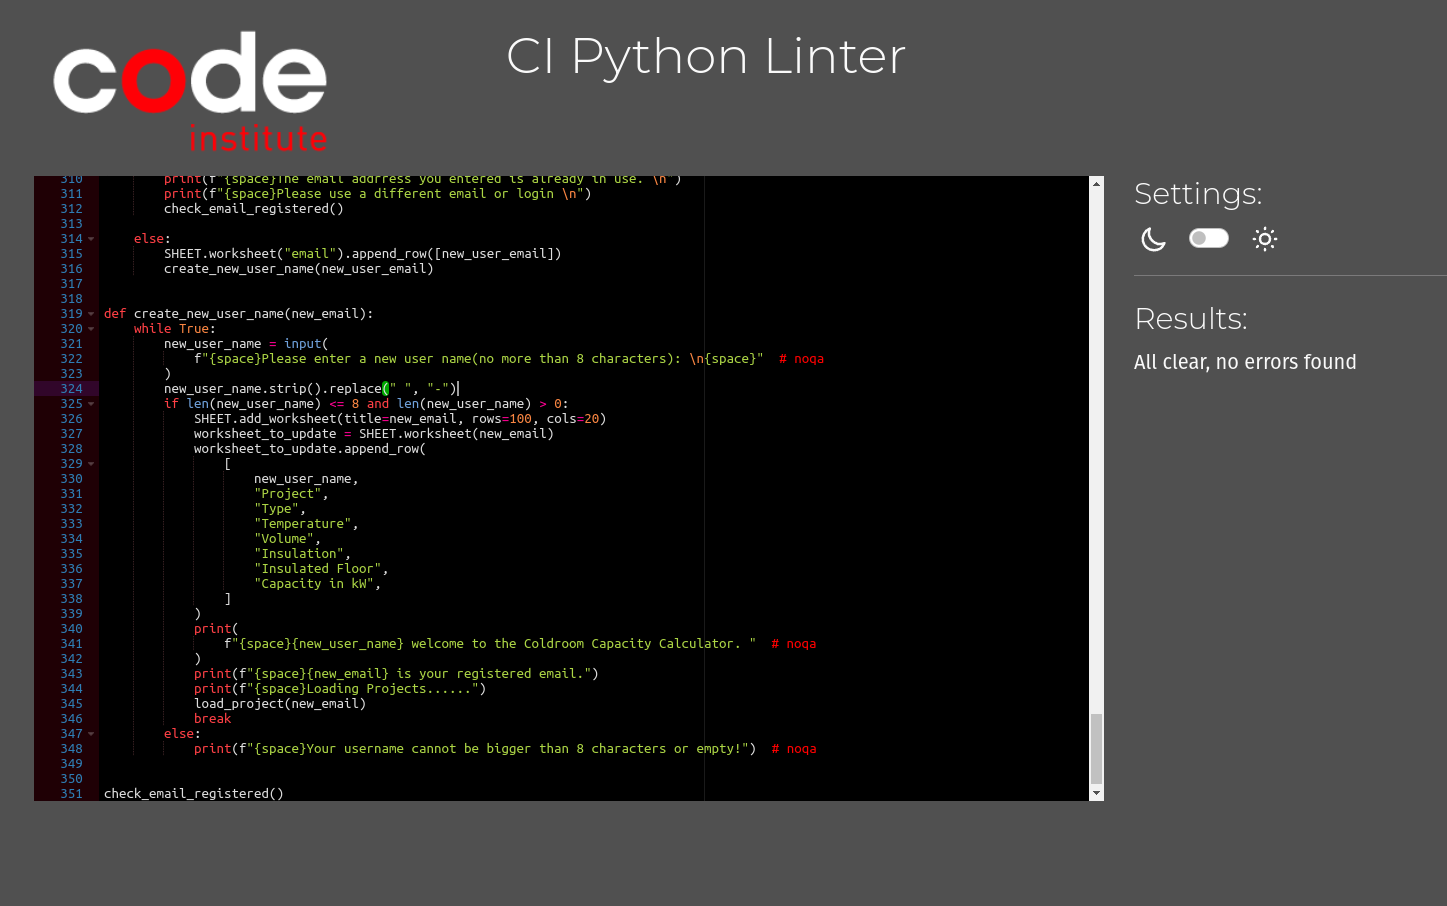 code
institute
CI Python Linter
310         print(f"{space}The email addrress you entered is already in use. \n")
311         print(f"{space}Please use a different email or login \n")
312         check_email_registered()
313
314     else:
315         SHEET.worksheet("email").append_row([new_user_email])
316         create_new_user_name(new_user_email)
317
318
319 def create_new_user_name(new_email):
320     while True:
321         new_user_name = input(
322             f"{space}Please enter a new user name(no more than 8 characters): \n{space}"  # noqa
323         )
324         new_user_name.strip().replace(" ", "-")
325         if len(new_user_name) <= 8 and len(new_user_name) > 0:
326             SHEET.add_worksheet(title=new_email, rows=100, cols=20)
327             worksheet_to_update = SHEET.worksheet(new_email)
328             worksheet_to_update.append_row(
329                 [
330                     new_user_name,
331                     "Project",
332                     "Type",
333                     "Temperature",
334                     "Volume",
335                     "Insulation",
336                     "Insulated Floor",
337                     "Capacity in kW",
338                 ]
339             )
340             print(
341                 f"{space}{new_user_name} welcome to the Coldroom Capacity Calculator. "  # noqa
342             )
343             print(f"{space}{new_email} is your registered email.")
344             print(f"{space}Loading Projects......")
345             load_project(new_email)
346             break
347         else:
348             print(f"{space}Your username cannot be bigger than 8 characters or empty!")  # noqa
349
350
351 check_email_registered()
Settings:
Results:
All clear, no errors found